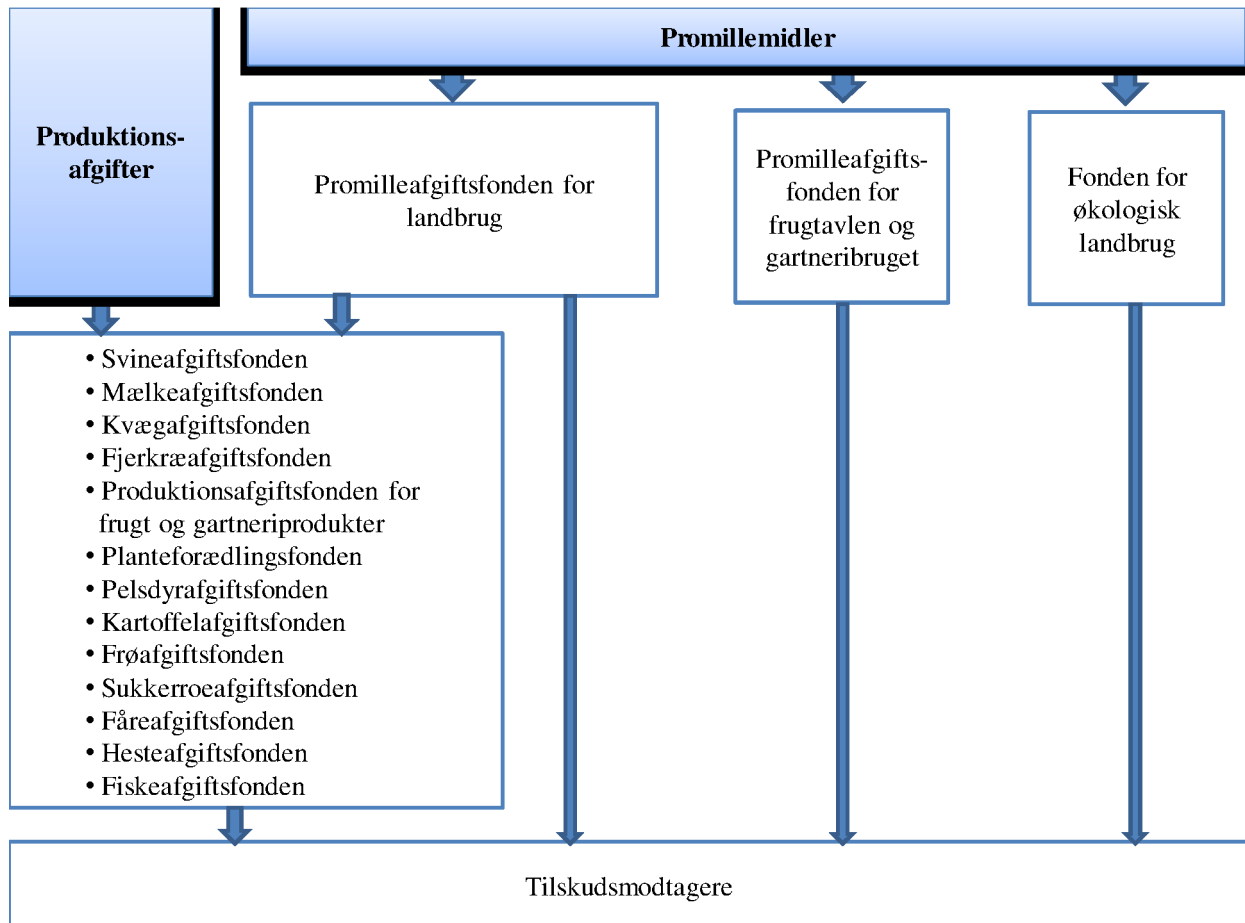 Promillemidler
Produktions-
afgifter
Promilleafgiftsfonden for
landbrug
Promilleafgifts-
fonden for
frugtavlen og
gartneribruget
Fonden for
økologisk
landbrug
• Svineafgiftsfonden
• Mælkeafgiftsfonden
• Kvægafgiftsfonden
• Fjerkræafgiftsfonden
• Produktionsafgiftsfonden for
frugt og gartneriprodukter
• Planteforædlingsfonden
• Pelsdyrafgiftsfonden
• Kartoffelafgiftsfonden
• Frøafgiftsfonden
• Sukkerroeafgiftsfonden
• Fåreafgiftsfonden
• Hesteafgiftsfonden
• Fiskeafgiftsfonden
Tilskudsmodtagere